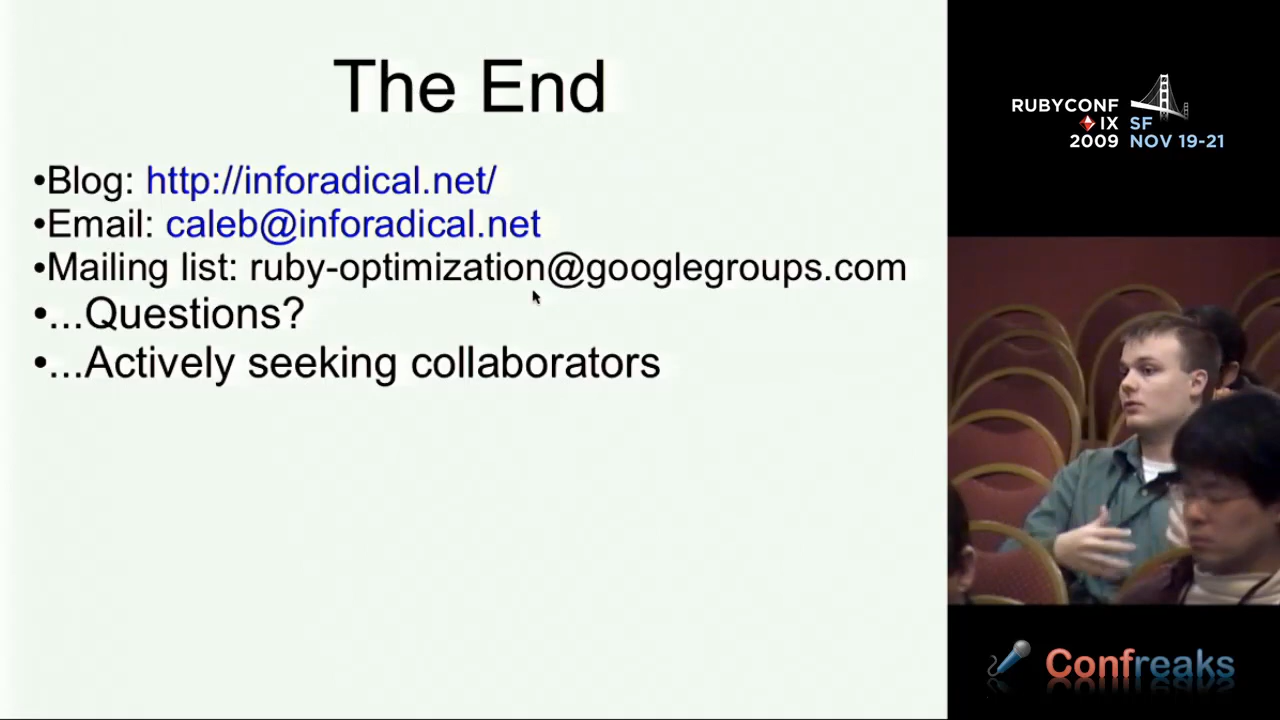 The End
•Blog: http://inforadical.net/
•Email: caleb@inforadical.net
•Mailing list: ruby-optimization@googlegroups.com
•...Questions?
•...Actively seeking collaborators
RUBYCONF
IX SF
2009 NOV 19-21
Confreaks